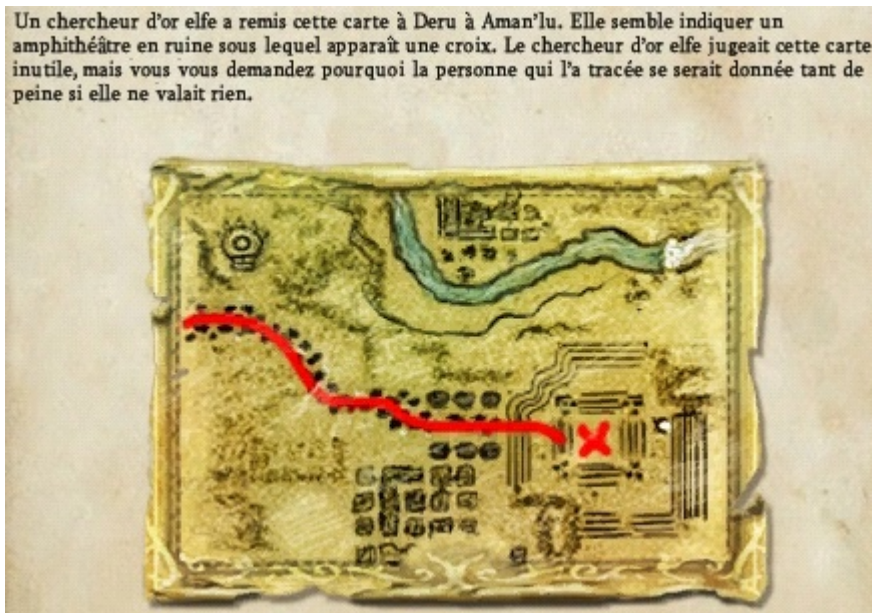 Un chercheur d'or elfe a remis cette carte à Deru à Aman'lu. Elle semble indiquer un
amphithéâtre en ruine sous lequel apparaît une croix. Le chercheur d'or elfe jugeait cette carte
inutile, mais vous vous demandez pourquoi la personne qui l'a tracée se serait donnée tant de
peine si elle ne valait rien.